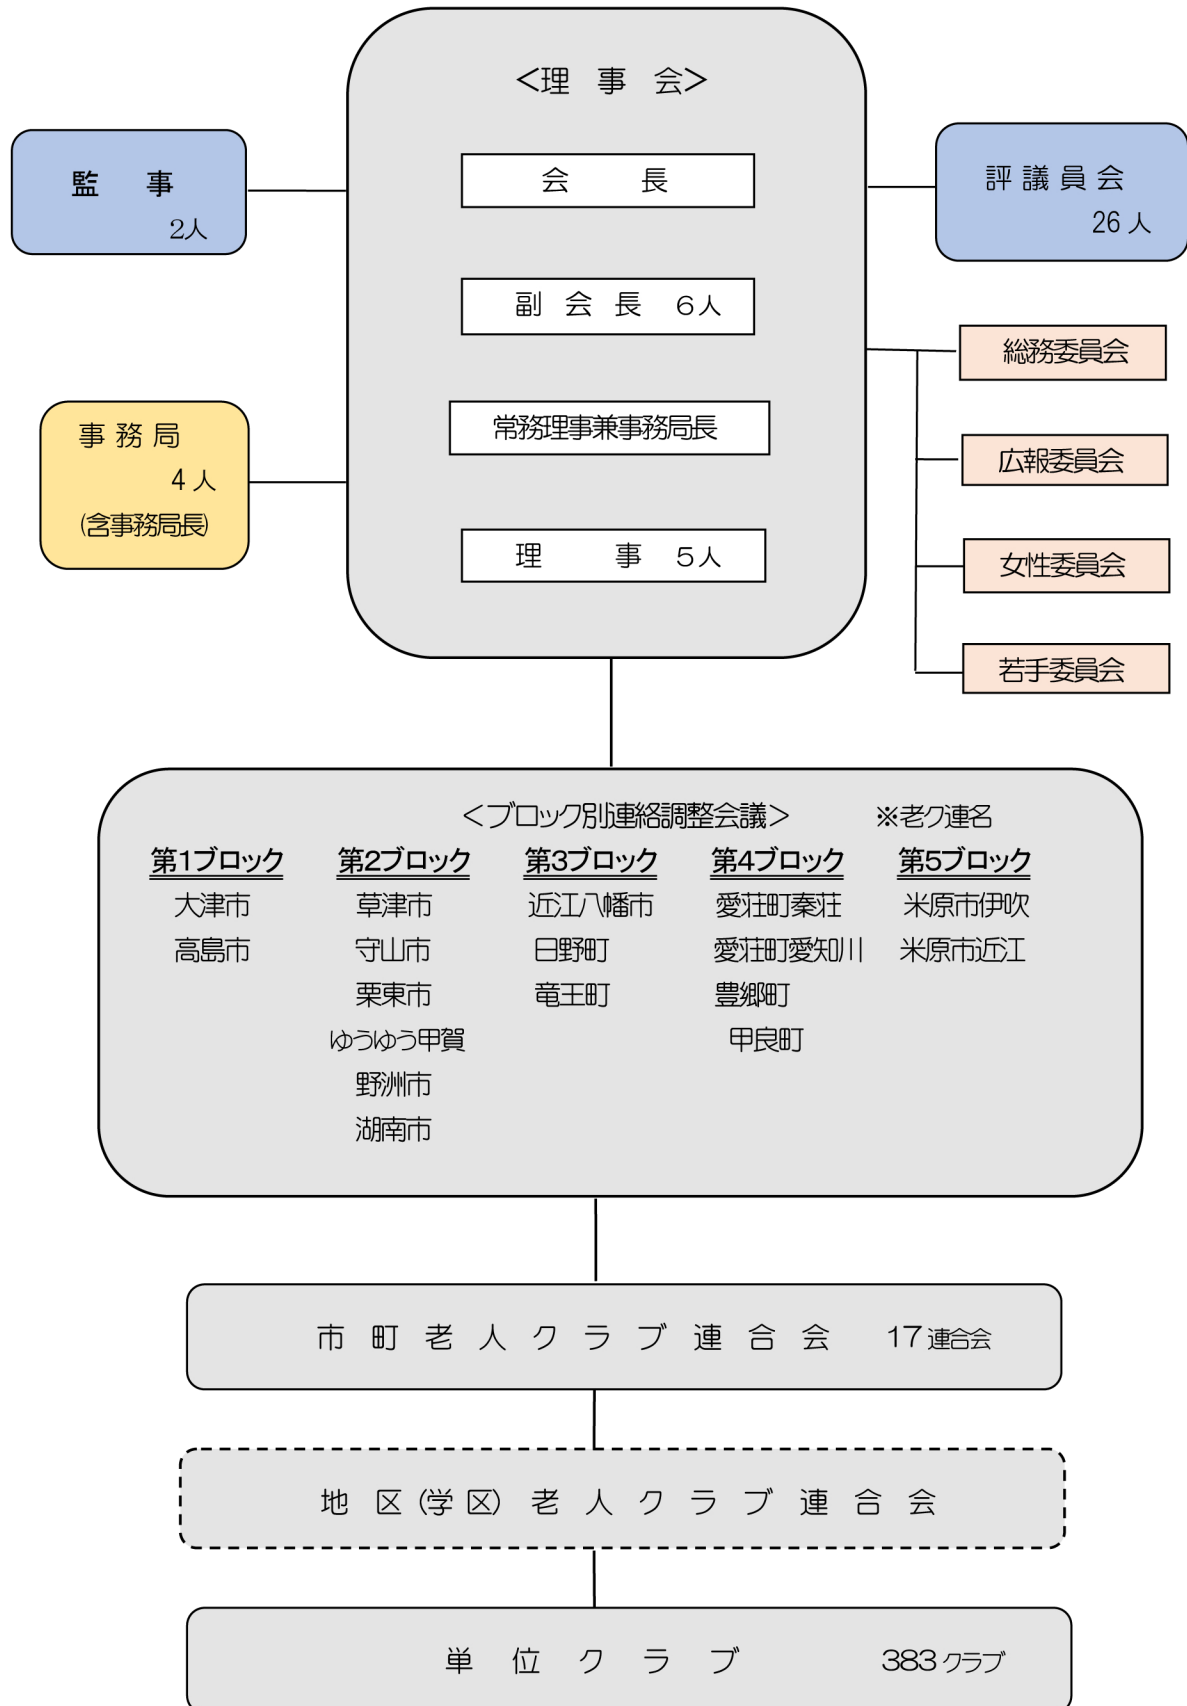 <理事会>
会長
副会長 6人
常務理事兼事務局長
理事 5人
監事
2人
評議員会
26人
事務局
4人
(含事務局長)
総務委員会
広報委員会
女性委員会
若手委員会
<ブロック別連絡調整会議> ※老ク連名
第1ブロック 第2ブロック 第3ブロック 第4ブロック 第5ブロック
大津市 草津市 近江八幡市 愛荘町秦荘 米原市伊吹
高島市 守山市 日野町 愛荘町愛知川 米原市近江
栗東市 竜王町 豊郷町
ゆうゆう甲賀 甲良町
野洲市
湖南市
市町老人クラブ連合会 17連合会
地区(学区)老人クラブ連合会
単位クラブ 383クラブ